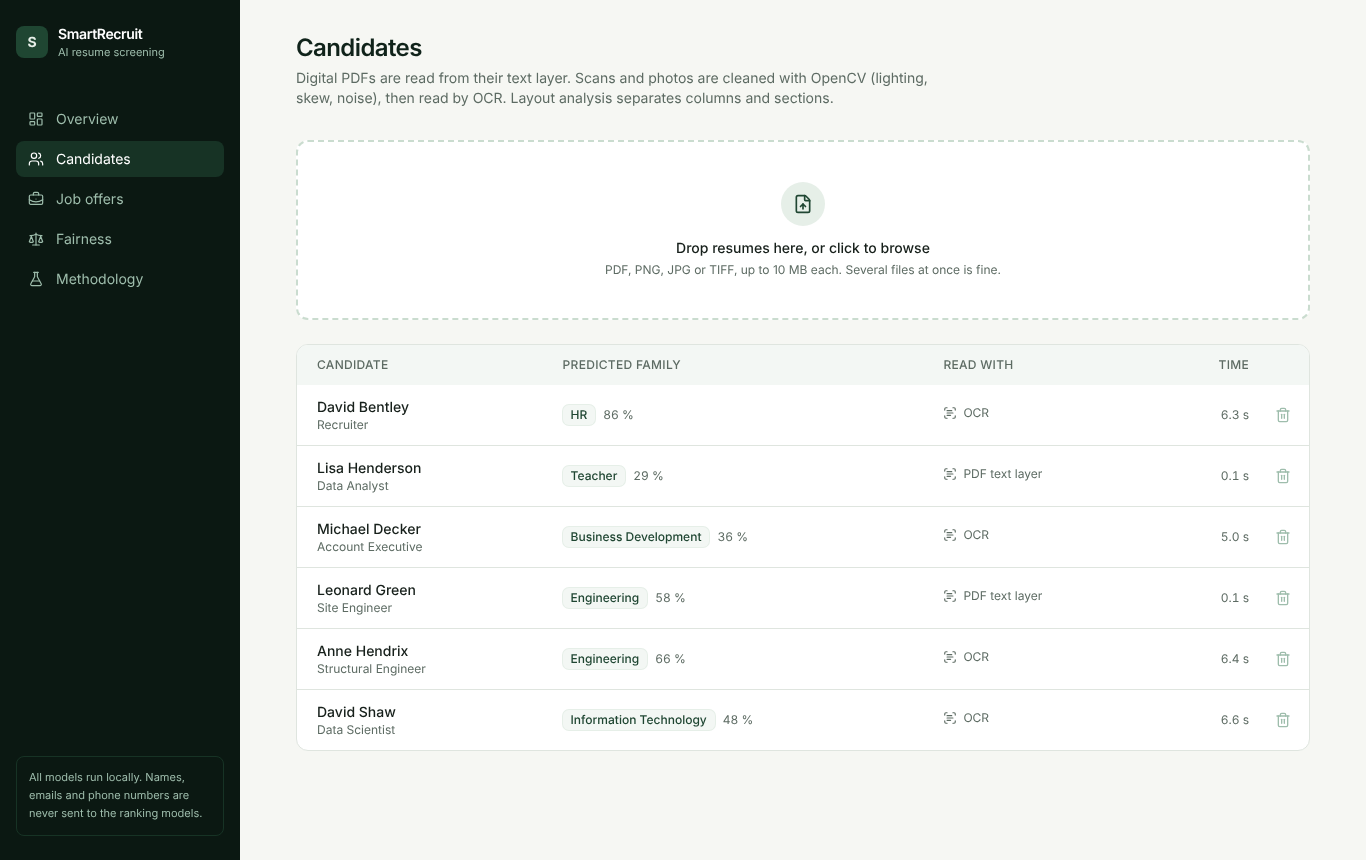 S
SmartRecruit
AI resume screening
Overview
Candidates
Job offers
Fairness
Methodology
All models run locally. Names,
emails and phone numbers are
never sent to the ranking models.
Candidates
Digital PDFs are read from their text layer. Scans and photos are cleaned with OpenCV (lighting,
skew, noise), then read by OCR. Layout analysis separates columns and sections.
Drop resumes here, or click to browse
PDF, PNG, JPG or TIFF, up to 10 MB each. Several files at once is fine.
CANDIDATE PREDICTED FAMILY READ WITH TIME
David Bentley
Recruiter
HR 86 % OCR 6.3 s
Lisa Henderson
Data Analyst
Teacher 29 % PDF text layer 0.1 s
Michael Decker
Account Executive
Business Development 36 % OCR 5.0 s
Leonard Green
Site Engineer
Engineering 58 % PDF text layer 0.1 s
Anne Hendrix
Structural Engineer
Engineering 66 % OCR 6.4 s
David Shaw
Data Scientist
Information Technology 48 % OCR 6.6 s